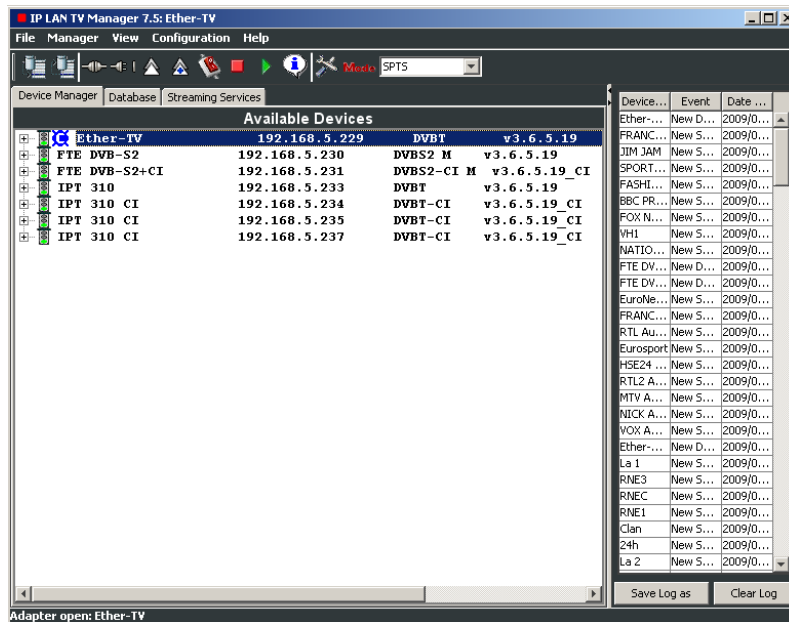 IP LAN TV Manager 7.5: Ether-TV
File Manager View Configuration Help
SPTS
Device Manager Database Streaming Services
Available Devices
Ether-TV 192.168.5.229 DVBT v3.6.5.19
FTE DVB-S2 192.168.5.230 DVBS2 M v3.6.5.19
FTE DVB-S2+CI 192.168.5.231 DVBS2-CI M v3.6.5.19_CI
IPT 310 192.168.5.233 DVBT v3.6.5.19
IPT 310 CI 192.168.5.234 DVBT-CI v3.6.5.19_CI
IPT 310 CI 192.168.5.235 DVBT-CI v3.6.5.19_CI
IPT 310 CI 192.168.5.237 DVBT-CI v3.6.5.19_CI
Device... Event Date ...
Ether-... New D... 2009/0...
FRANC... New S... 2009/0...
JIM JAM New S... 2009/0...
SPORT... New S... 2009/0...
FASHI... New S... 2009/0...
BBC PR... New S... 2009/0...
FOX N... New S... 2009/0...
VH1 New S... 2009/0...
NATIO... New S... 2009/0...
FTE DV... New D... 2009/0...
FTE DV... New D... 2009/0...
EuroNe... New S... 2009/0...
FRANC... New S... 2009/0...
RTL Au... New S... 2009/0...
Eurosport New S... 2009/0...
HSE24 ... New S... 2009/0...
RTL2 A... New S... 2009/0...
MTV A... New S... 2009/0...
NICK A... New S... 2009/0...
VOX A... New S... 2009/0...
Ether-... New D... 2009/0...
La 1 New S... 2009/0...
RNE3 New S... 2009/0...
RNEC New S... 2009/0...
RNE1 New S... 2009/0...
Clan New S... 2009/0...
24h New S... 2009/0...
La 2 New S... 2009/0...
Save Log as Clear Log
Adapter open: Ether-TV